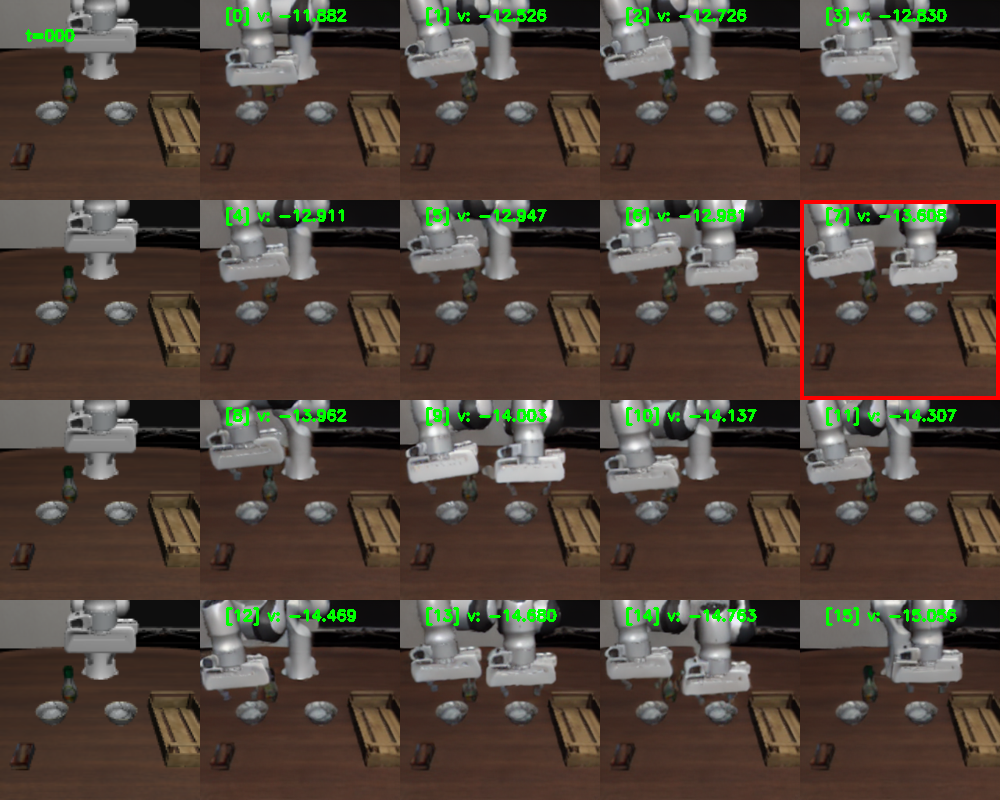 t=000
[0] v: -11.882
[1] v: -12.526
[2] v: -12.726
[3] v: -12.830
[4] v: -12.911
[5] v: -12.947
[6] v: -12.981
[7] v: -13.608
[8] v: -13.962
[9] v: -14.003
[10] v: -14.137
[11] v: -14.307
[12] v: -14.469
[13] v: -14.680
[14] v: -14.763
[15] v: -15.056